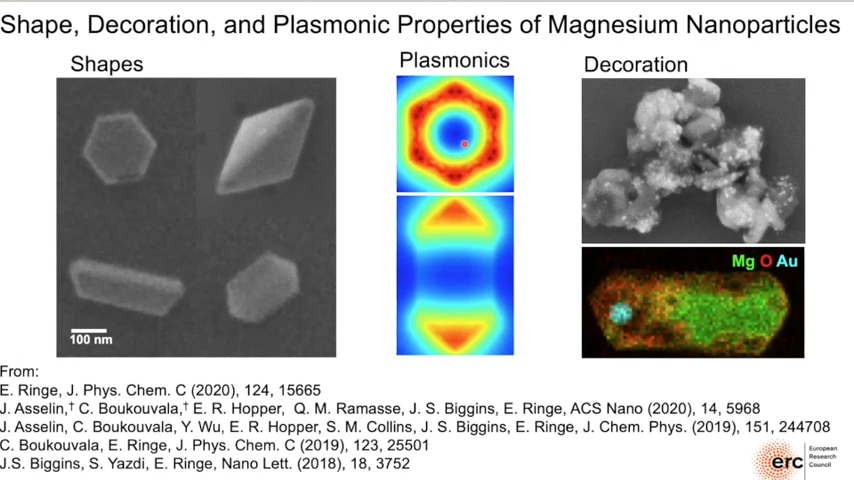 Shape, Decoration, and Plasmonic Properties of Magnesium Nanoparticles
Shapes
Plasmonics
Decoration
Mg O Au
100 nm
From:
E. Ringe, J. Phys. Chem. C (2020), 124, 15665
J. Asselin,† C. Boukouvala,† E. R. Hopper, Q. M. Ramasse, J. S. Biggins, E. Ringe, ACS Nano (2020), 14, 5968
J. Asselin, C. Boukouvala, Y. Wu, E. R. Hopper, S. M. Collins, J. S. Biggins, E. Ringe, J. Chem. Phys. (2019), 151, 244708
C. Boukouvala, E. Ringe, J. Phys. Chem. C (2019), 123, 25501
J.S. Biggins, S. Yazdi, E. Ringe, Nano Lett. (2018), 18, 3752
erc
European
Research
Council